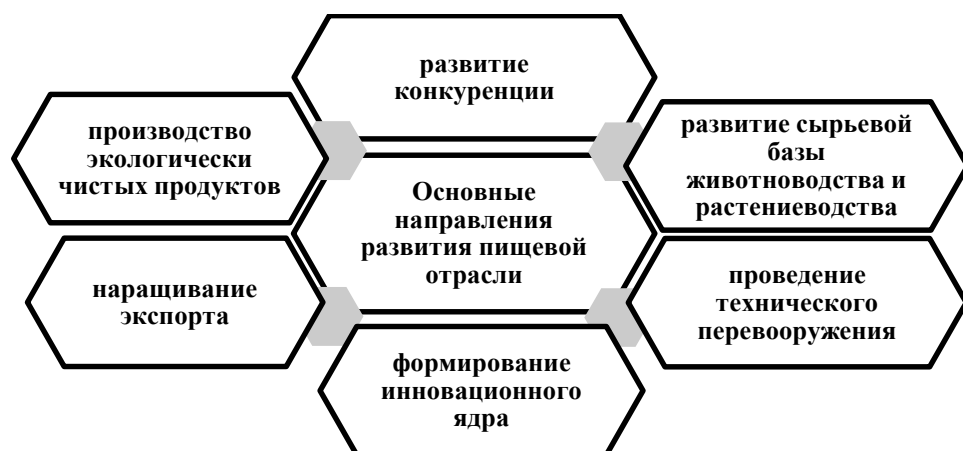 развитие
конкуренции
производство
экологически
чистых продуктов
развитие сырьевой
базы
животноводства и
растениеводства
Основные
направления
развития пищевой
отрасли
наращивание
экспорта
проведение
технического
перевооружения
формирование
инновационного
ядра